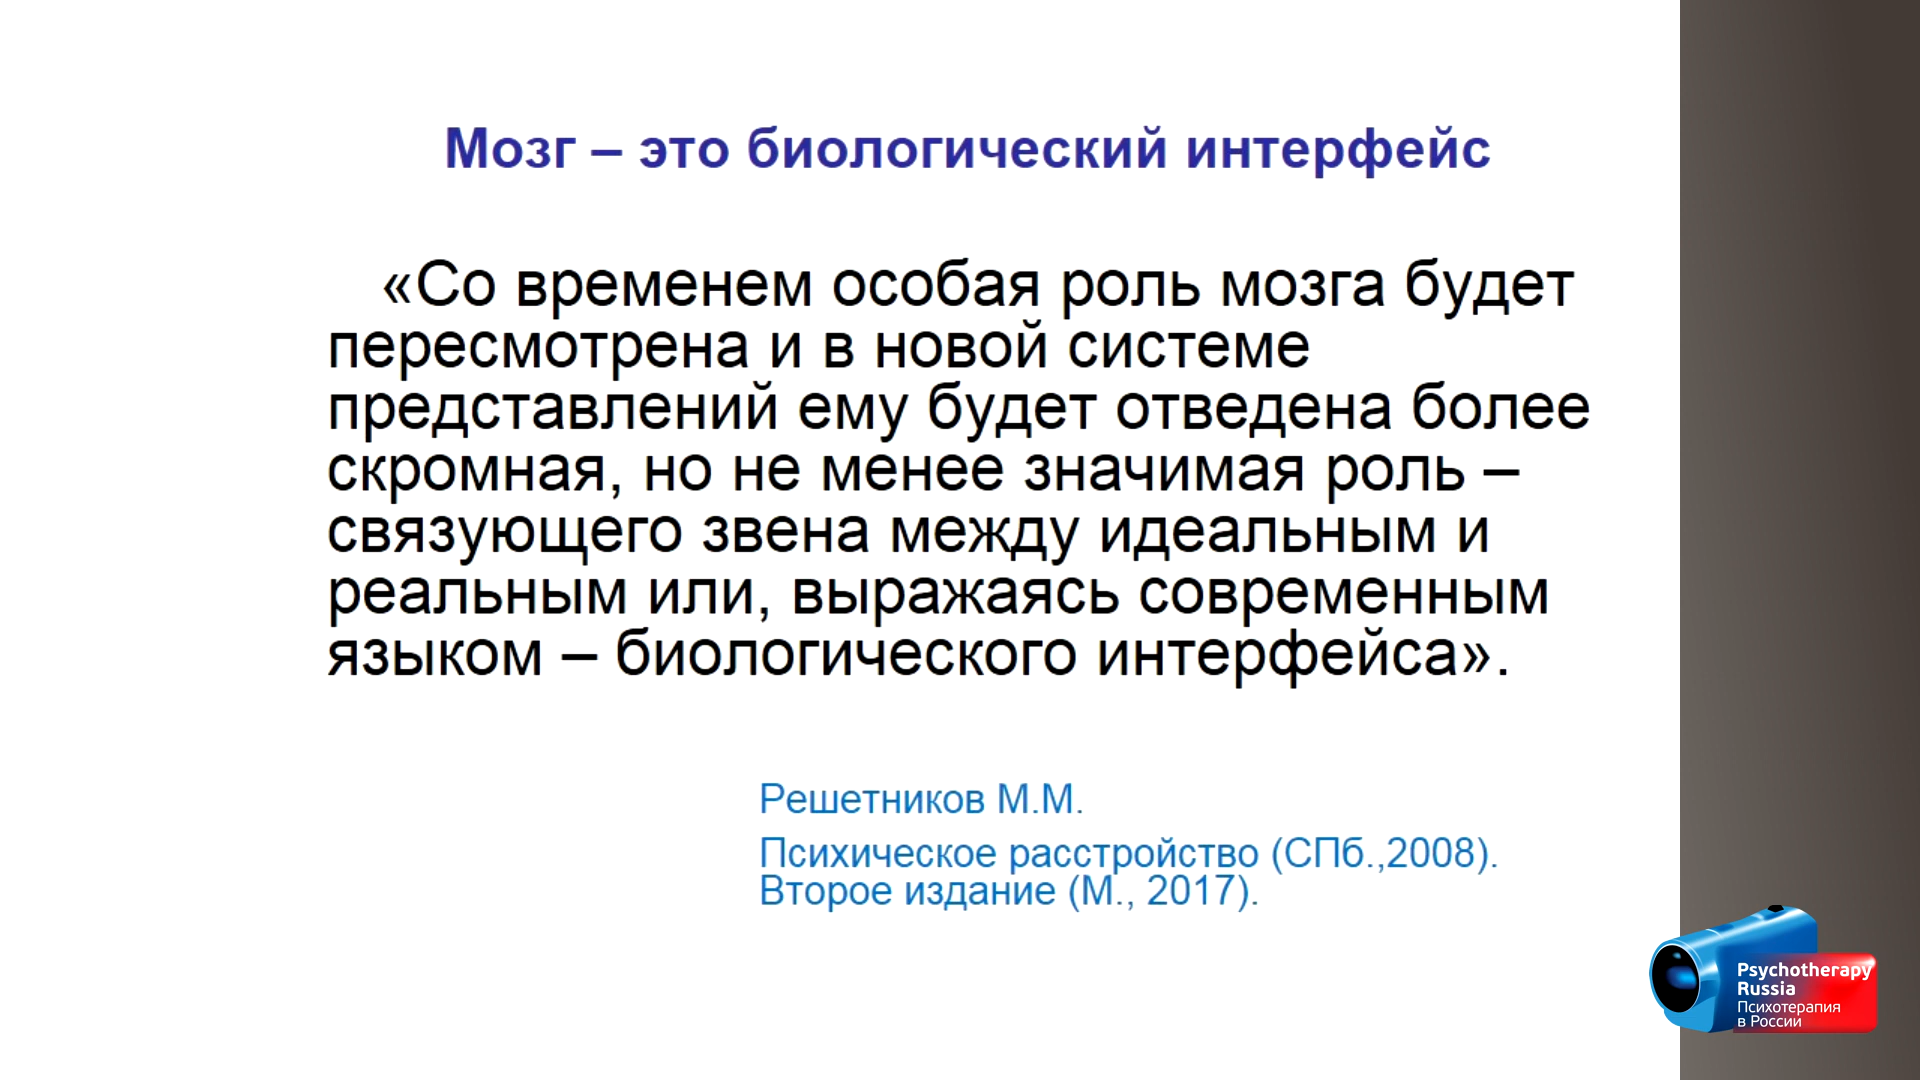 Мозг – это биологический интерфейс
«Со временем особая роль мозга будет
пересмотрена и в новой системе
представлений ему будет отведена более
скромная, но не менее значимая роль –
связующего звена между идеальным и
реальным или, выражаясь современным
языком – биологического интерфейса».
Решетников М.М.
Психическое расстройство (СПб.,2008).
Второе издание (М., 2017).
Psychotherapy
Russia
Психотерапия
в России